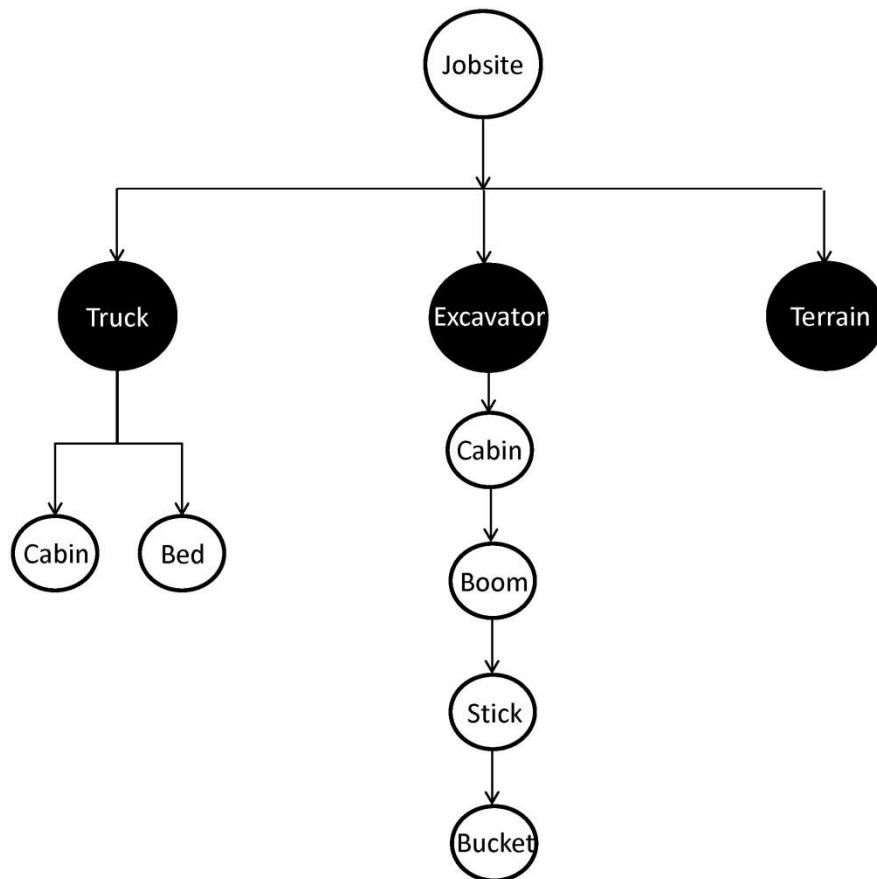 Jobsite
Truck
Excavator
Terrain
Cabin
Cabin
Bed
Boom
Stick
Bucket